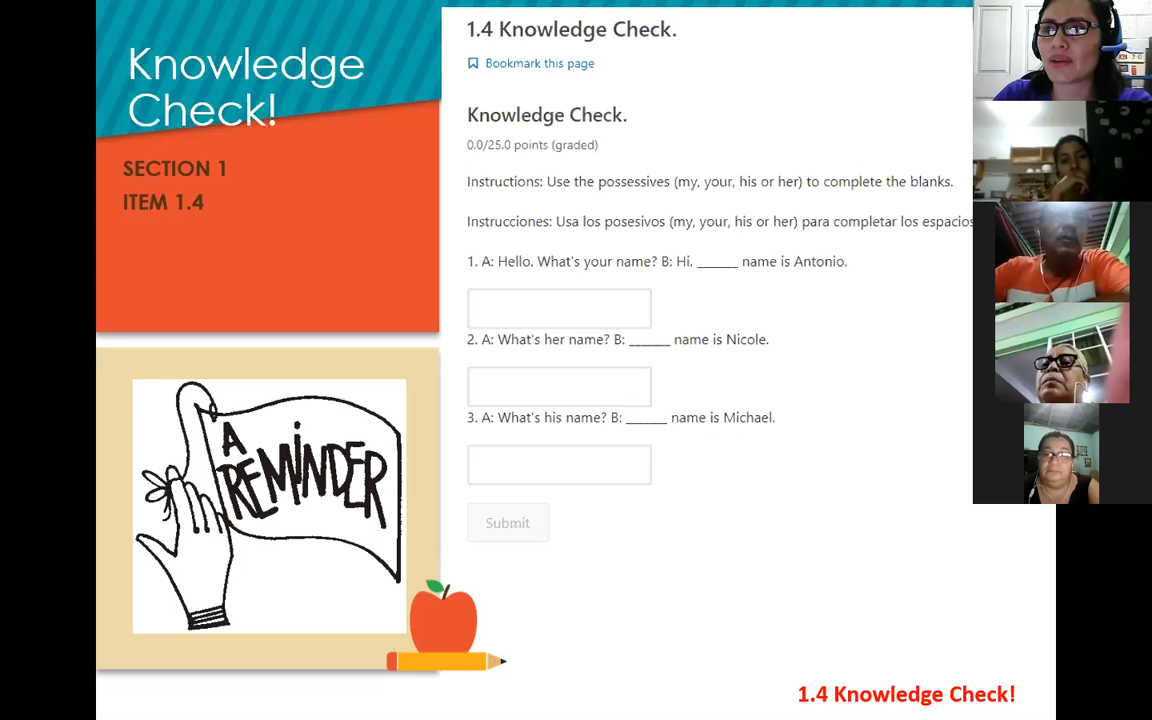 Knowledge
Check!
SECTION 1
ITEM 1.4
A
REMINDER
1.4 Knowledge Check.
Bookmark this page
Knowledge Check.
0.0/25.0 points (graded)
Instructions: Use the possessives (my, your, his or her) to complete the blanks.
Instrucciones: Usa los posesivos (my, your, his or her) para completar los espacios
1. A: Hello. What's your name? B: Hi. ______ name is Antonio.
2. A: What's her name? B: ______ name is Nicole.
3. A: What's his name? B: ______ name is Michael.
Submit
1.4 Knowledge Check!